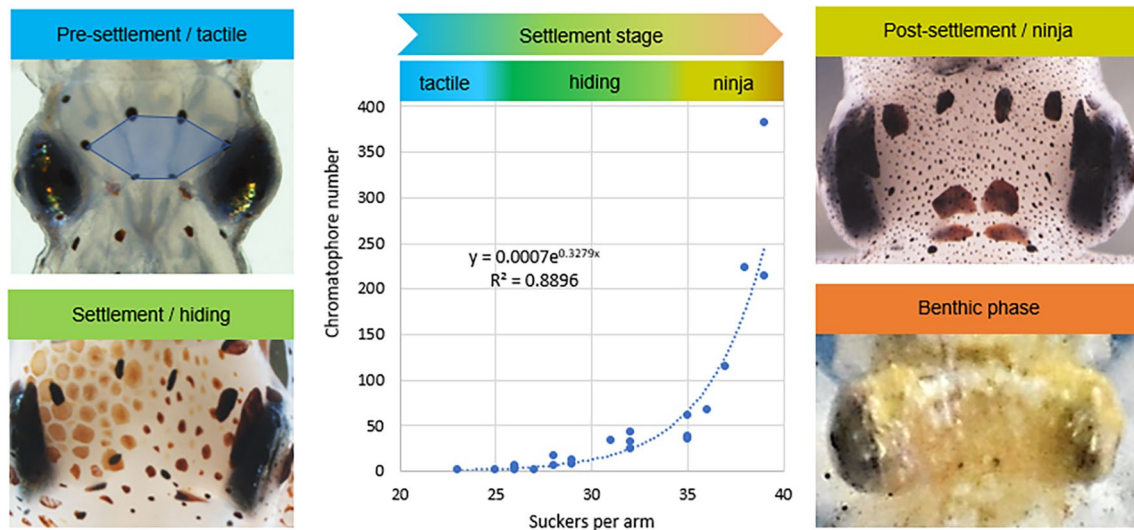 Pre-settlement / tactile
Settlement / hiding
Settlement stage
tactile hiding ninja
Chromatophore number
400
350
300
250
200
150
100
50
0
y = 0.0007e^0.3279x
R² = 0.8896
20 25 30 35 40
Suckers per arm
Post-settlement / ninja
Benthic phase